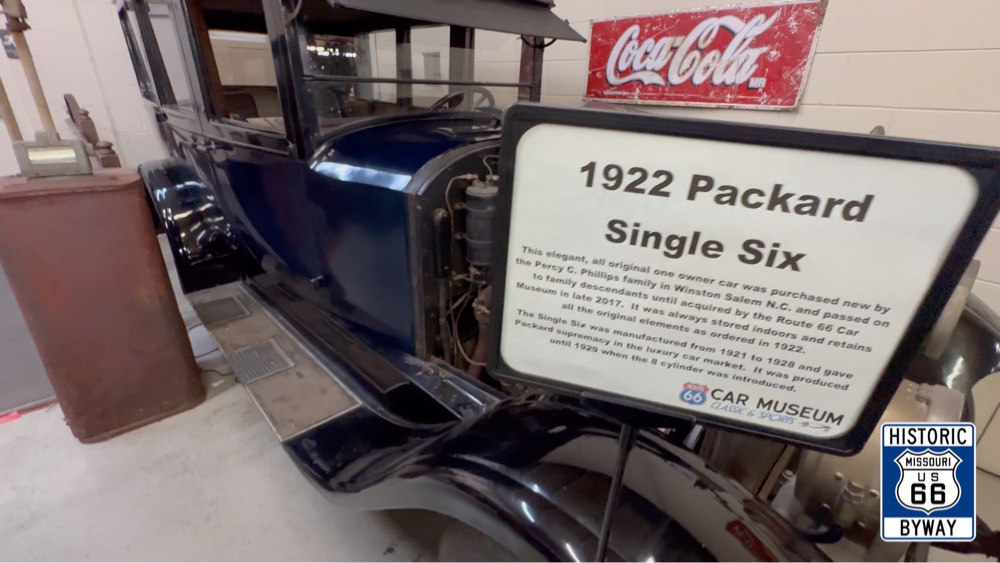 Coca-Cola
1922 Packard
Single Six
This elegant, all original one owner car was purchased new by
the Percy C. Phillips family in Winston Salem N.C. and passed on
to family descendants until acquired by the Route 66 Car
Museum in late 2017. It was always stored indoors and retains
all the original elements as ordered in 1922.
The Single Six was manufactured from 1921 to 1928 and gave
Packard supremacy in the luxury car market. It was produced
until 1929 when the 8 cylinder was introduced.
66 CAR MUSEUM
CLASSIC & SPORTS
HISTORIC
MISSOURI
US
66
BYWAY